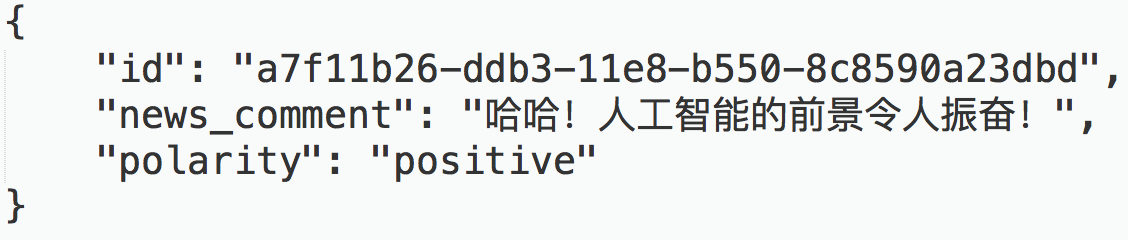 {
    "id": "a7f11b26-ddb3-11e8-b550-8c8590a23dbd",
    "news_comment": "哈哈！人工智能的前景令人振奋！",
    "polarity": "positive"
}